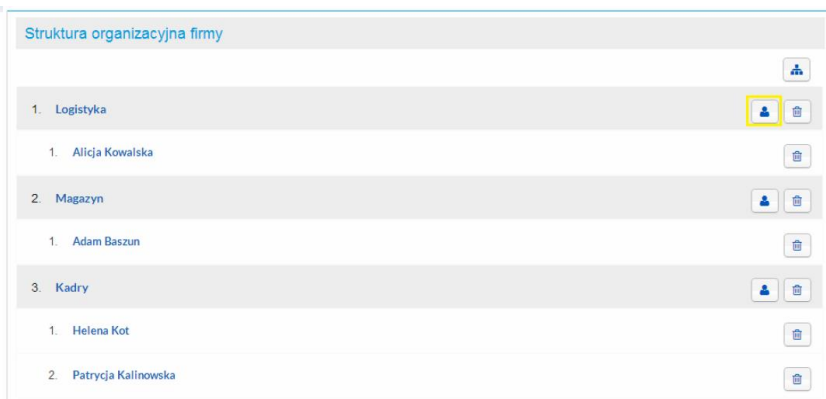 Struktura organizacyjna firmy
1. Logistyka
1. Alicja Kowalska
2. Magazyn
1. Adam Baszun
3. Kadry
1. Helena Kot
2. Patrycja Kalinowska